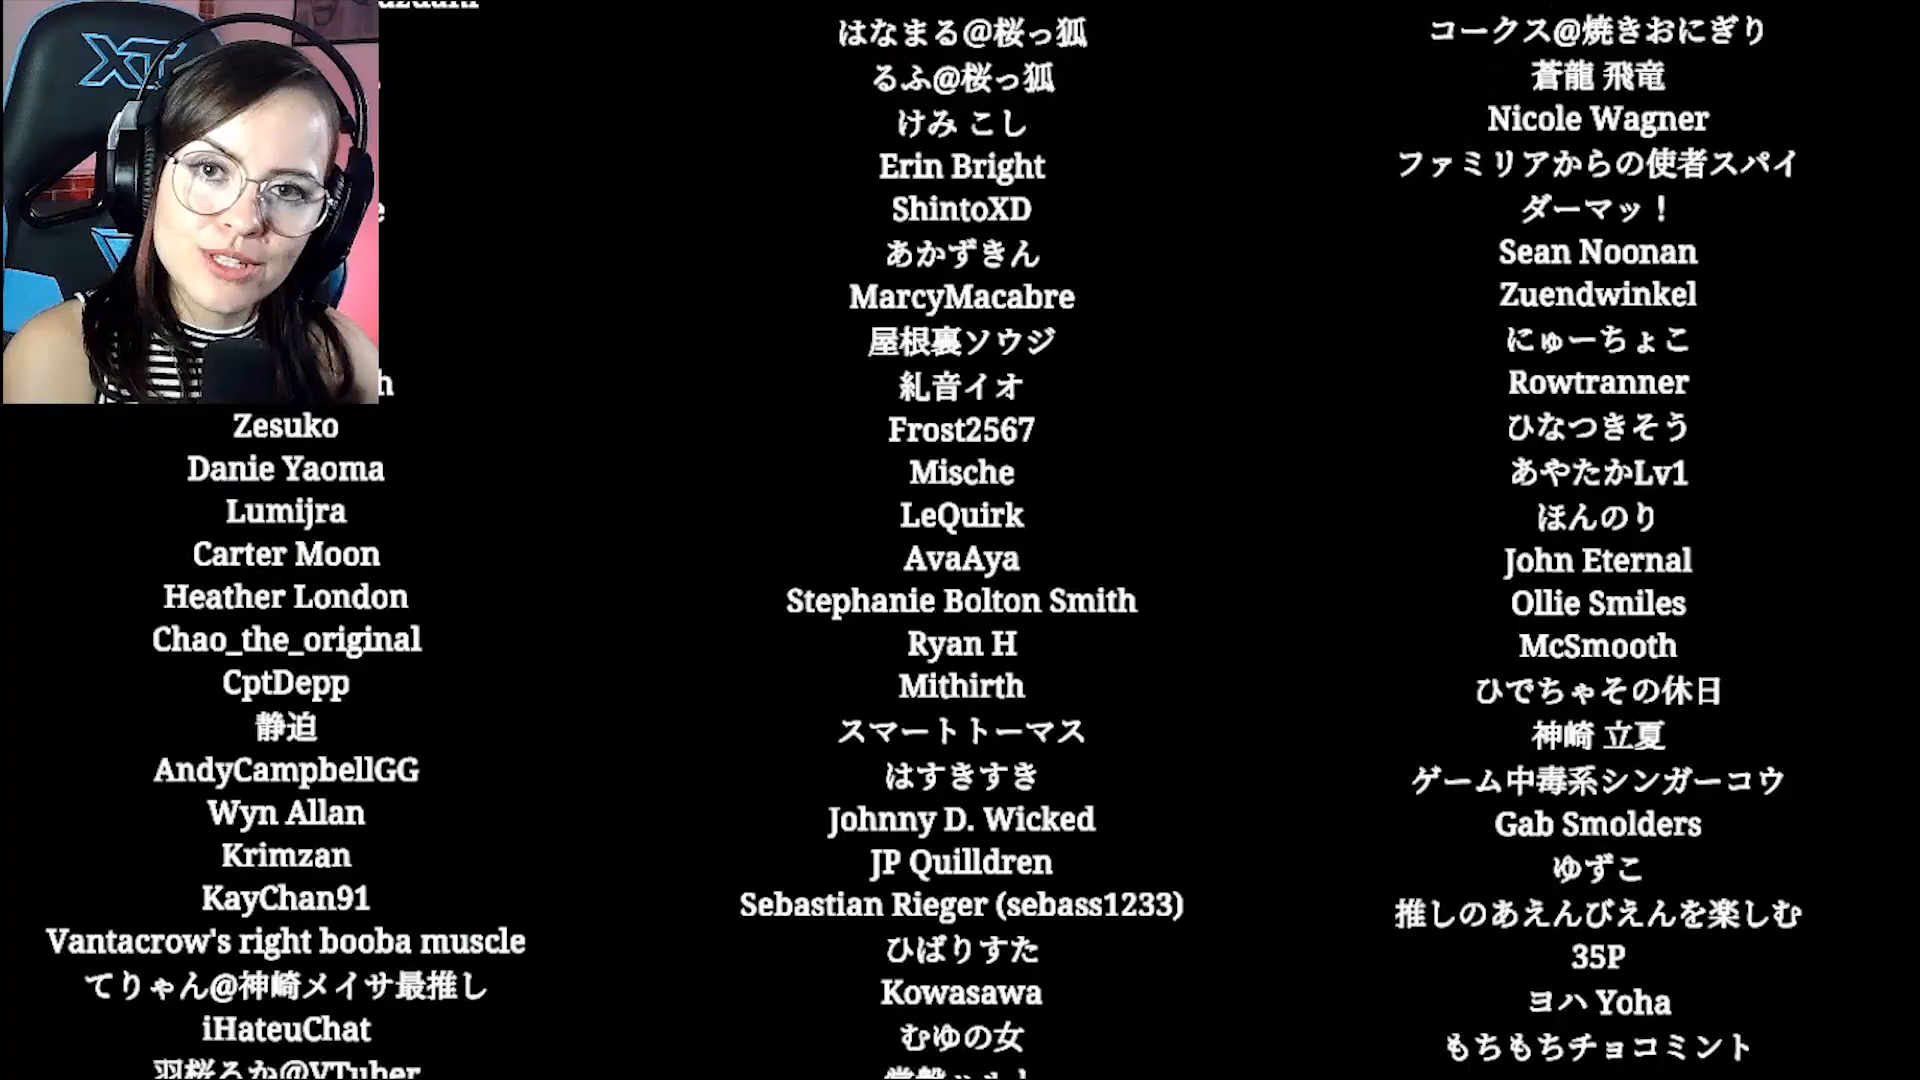 XT
Zesuko
Danie Yaoma
Lumijra
Carter Moon
Heather London
Chao_the_original
CptDepp
静迫
AndyCampbellGG
Wyn Allan
Krimzan
KayChan91
Vantacrow's right booba muscle
てりゃん@神崎メイサ最推し
iHateuChat
羽桜るか@VTuber
はなまる@桜っ狐
るふ@桜っ狐
けみ こし
Erin Bright
ShintoXD
あかずきん
MarcyMacabre
屋根裏ソウジ
糺音イオ
Frost2567
Mische
LeQuirk
AvaAya
Stephanie Bolton Smith
Ryan H
Mithirth
スマートトーマス
はすきすき
Johnny D. Wicked
JP Quilldren
Sebastian Rieger (sebass1233)
ひばりすた
Kowasawa
むゆの女
コークス@焼きおにぎり
蒼龍 飛竜
Nicole Wagner
ファミリアからの使者スパイ
ダーマッ！
Sean Noonan
Zuendwinkel
にゅーちょこ
Rowtranner
ひなつきそう
あやたかLv1
ほんのり
John Eternal
Ollie Smiles
McSmooth
ひでちゃその休日
神崎 立夏
ゲーム中毒系シンガーコウ
Gab Smolders
ゆずこ
推しのあえんびえんを楽しむ
35P
ヨハ Yoha
もちもちチョコミント